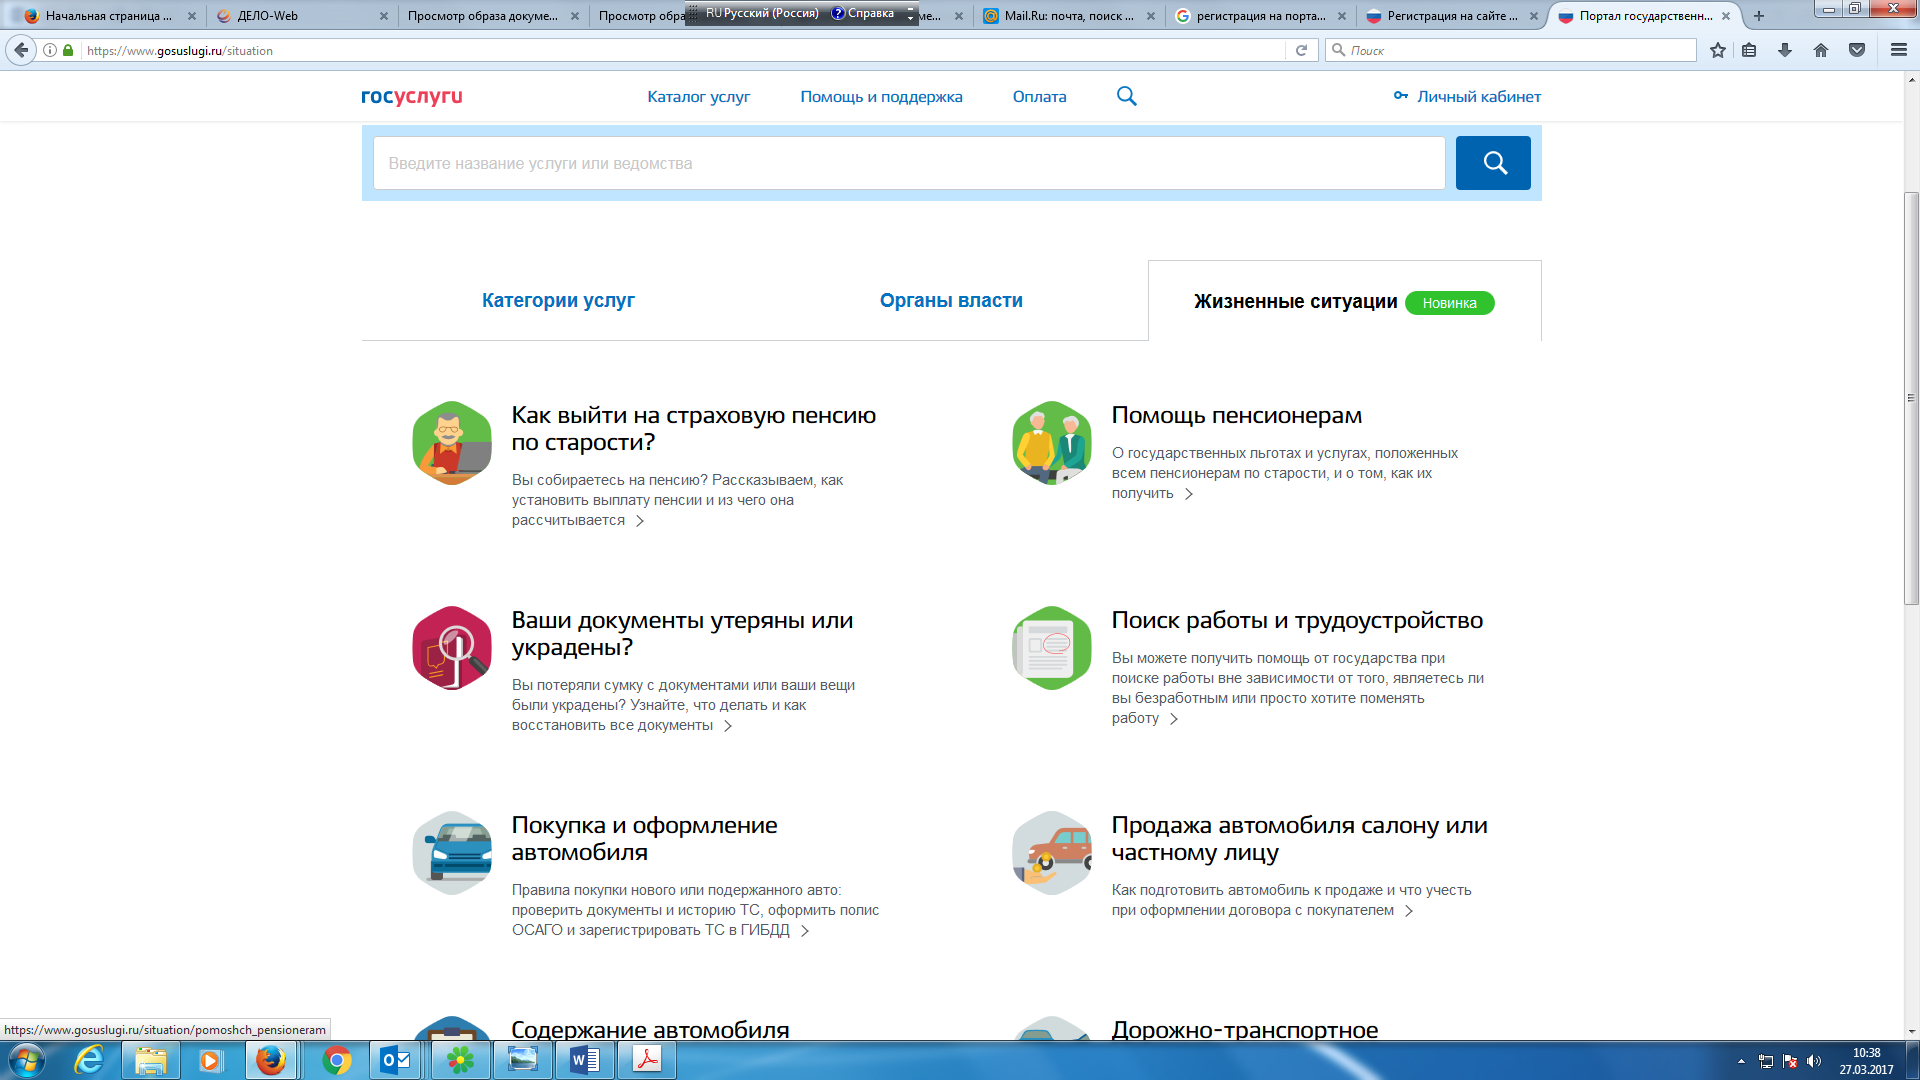 Начальная страница ...
ДЕЛО-Web
Просмотр образа докуме...
Просмотр обра
RU Русский (Россия)
Справка
ме...
Mail.Ru: почта, поиск ...
регистрация на порта...
Регистрация на сайте ...
Портал государственн...
https://www.gosuslugi.ru/situation
Поиск
госуслуги
Каталог услуг
Помощь и поддержка
Оплата
Личный кабинет
Введите название услуги или ведомства
Категории услуг
Органы власти
Жизненные ситуации
Новинка
Как выйти на страховую пенсию
по старости?
Вы собираетесь на пенсию? Рассказываем, как
установить выплату пенсии и из чего она
рассчитывается
Помощь пенсионерам
О государственных льготах и услугах, положенных
всем пенсионерам по старости, и о том, как их
получить
Ваши документы утеряны или
украдены?
Вы потеряли сумку с документами или ваши вещи
были украдены? Узнайте, что делать и как
восстановить все документы
Поиск работы и трудоустройство
Вы можете получить помощь от государства при
поиске работы вне зависимости от того, являетесь ли
вы безработным или просто хотите поменять
работу
Покупка и оформление
автомобиля
Правила покупки нового или подержанного авто:
проверить документы и историю ТС, оформить полис
ОСАГО и зарегистрировать ТС в ГИБДД
Продажа автомобиля салону или
частному лицу
Как подготовить автомобиль к продаже и что учесть
при оформлении договора с покупателем
Содержание автомобиля
Дорожно-транспортное
https://www.gosuslugi.ru/situation/pomoshch_pensioneram
10:38
27.03.2017